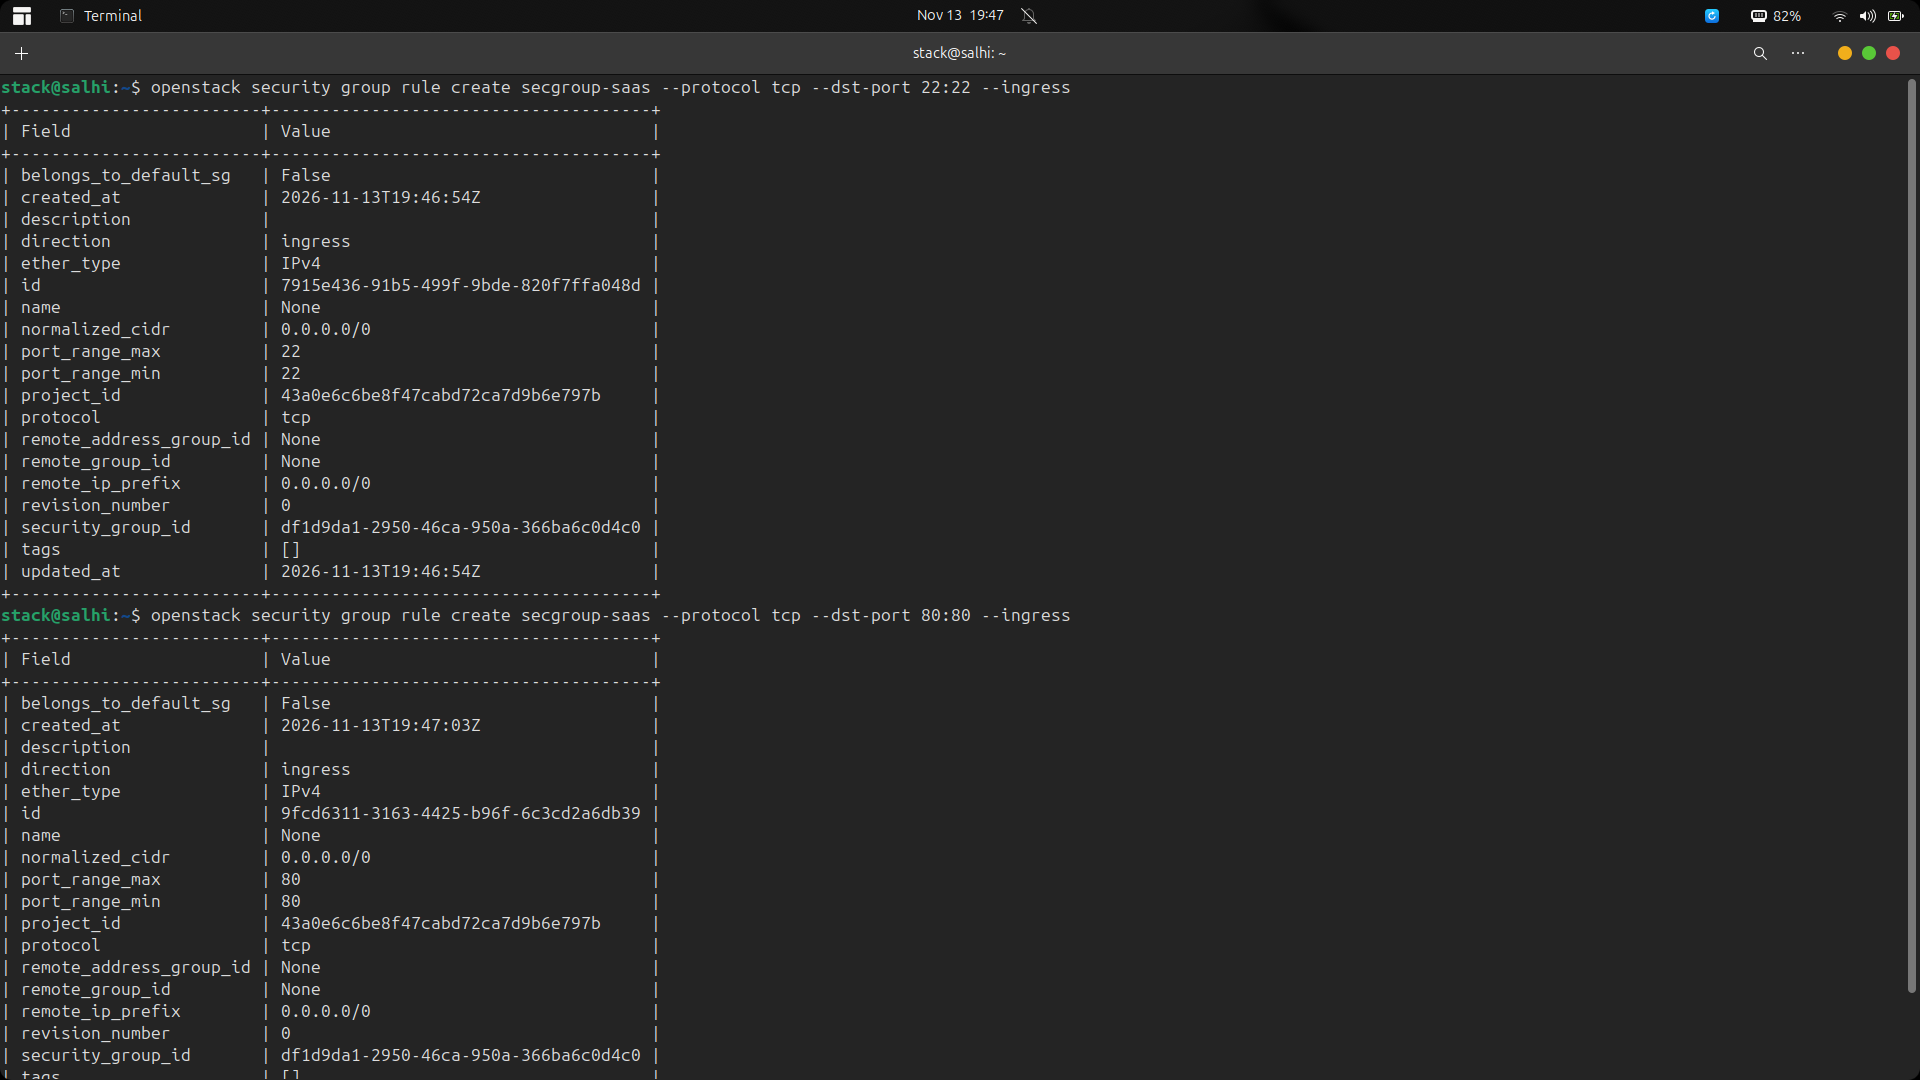 Terminal
Nov 13 19:47
82%
stack@salhi: ~
stack@salhi:~$ openstack security group rule create secgroup-saas --protocol tcp --dst-port 22:22 --ingress
+-------------------------+--------------------------------------+
| Field                   | Value                                |
+-------------------------+--------------------------------------+
| belongs_to_default_sg   | False                                |
| created_at              | 2026-11-13T19:46:54Z                 |
| description             |                                      |
| direction               | ingress                              |
| ether_type              | IPv4                                 |
| id                      | 7915e436-91b5-499f-9bde-820f7ffa048d |
| name                    | None                                 |
| normalized_cidr         | 0.0.0.0/0                            |
| port_range_max          | 22                                   |
| port_range_min          | 22                                   |
| project_id              | 43a0e6c6be8f47cabd72ca7d9b6e797b     |
| protocol                | tcp                                  |
| remote_address_group_id | None                                 |
| remote_group_id         | None                                 |
| remote_ip_prefix        | 0.0.0.0/0                            |
| revision_number         | 0                                    |
| security_group_id       | df1d9da1-2950-46ca-950a-366ba6c0d4c0 |
| tags                    | []                                   |
| updated_at              | 2026-11-13T19:46:54Z                 |
+-------------------------+--------------------------------------+
stack@salhi:~$ openstack security group rule create secgroup-saas --protocol tcp --dst-port 80:80 --ingress
+-------------------------+--------------------------------------+
| Field                   | Value                                |
+-------------------------+--------------------------------------+
| belongs_to_default_sg   | False                                |
| created_at              | 2026-11-13T19:47:03Z                 |
| description             |                                      |
| direction               | ingress                              |
| ether_type              | IPv4                                 |
| id                      | 9fcd6311-3163-4425-b96f-6c3cd2a6db39 |
| name                    | None                                 |
| normalized_cidr         | 0.0.0.0/0                            |
| port_range_max          | 80                                   |
| port_range_min          | 80                                   |
| project_id              | 43a0e6c6be8f47cabd72ca7d9b6e797b     |
| protocol                | tcp                                  |
| remote_address_group_id | None                                 |
| remote_group_id         | None                                 |
| remote_ip_prefix        | 0.0.0.0/0                            |
| revision_number         | 0                                    |
| security_group_id       | df1d9da1-2950-46ca-950a-366ba6c0d4c0 |
| tags                    | []                                   |